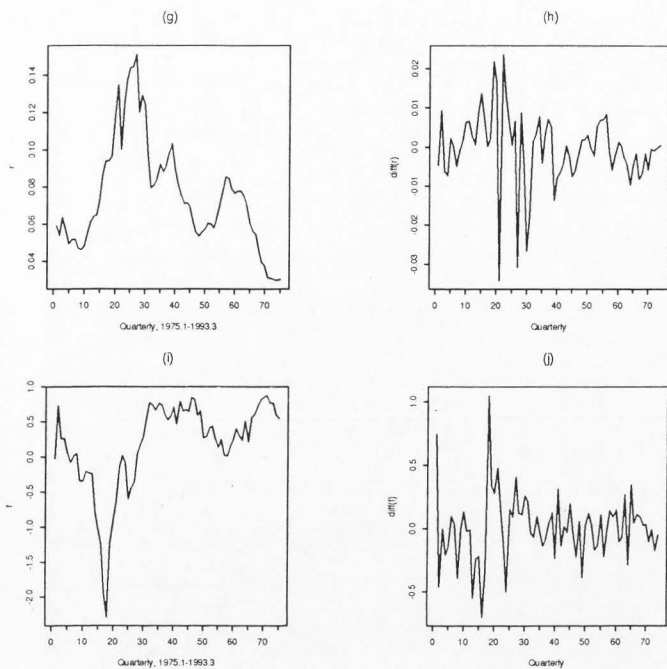 (g)
0.14
0.12
0.10
0.08
0.06
0.04
r
0 10 20 30 40 50 60 70
Quarterly, 1975.1-1993.3
(h)
0.02
0.01
0.0
-0.01
-0.02
-0.03
diff(r)
0 10 20 30 40 50 60 70
Quarterly
(i)
1.0
0.5
0.0
-0.5
-1.0
-1.5
-2.0
f
0 10 20 30 40 50 60 70
Quarterly, 1975.1-1993.3
(j)
1.0
0.5
0.0
-0.5
diff(f)
0 10 20 30 40 50 60 70
Quarterly